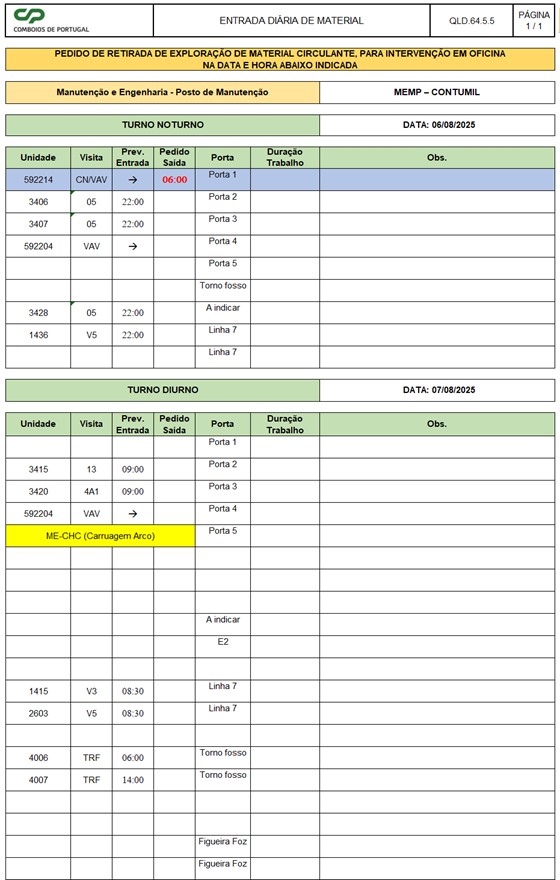 CP
COMBOIOS DE PORTUGAL
ENTRADA DIÁRIA DE MATERIAL
QLD.64.5.5
PÁGINA
1 / 1
PEDIDO DE RETIRADA DE EXPLORAÇÃO DE MATERIAL CIRCULANTE, PARA INTERVENÇÃO EM OFICINA
NA DATA E HORA ABAIXO INDICADA
Manutenção e Engenharia - Posto de Manutenção
MEMP – CONTUMIL
TURNO NOTURNO
DATA: 06/08/2025
Unidade Visita Prev. Entrada Pedido Saída Porta Duração Trabalho Obs.
592214 CN/VAV → 06:00 Porta 1
3406 05 22:00 Porta 2
3407 05 22:00 Porta 3
592204 VAV → Porta 4
Porta 5
Torno fosso
3428 05 22:00 A indicar
1436 V5 22:00 Linha 7
Linha 7
TURNO DIURNO
DATA: 07/08/2025
Unidade Visita Prev. Entrada Pedido Saída Porta Duração Trabalho Obs.
Porta 1
3415 13 09:00 Porta 2
3420 4A1 09:00 Porta 3
592204 VAV → Porta 4
ME-CHC (Carruagem Arco) Porta 5
A indicar
E2
1415 V3 08:30 Linha 7
2603 V5 08:30 Linha 7
4006 TRF 06:00 Torno fosso
4007 TRF 14:00 Torno fosso
Figueira Foz
Figueira Foz